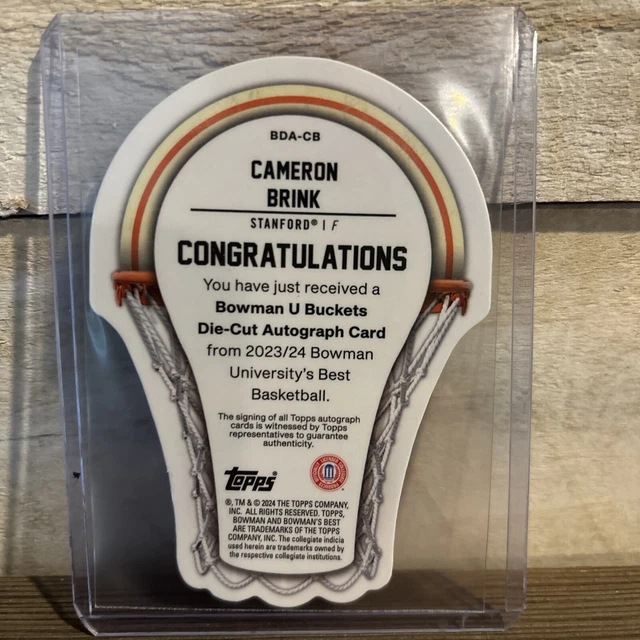 BDA-CB
CAMERON
BRINK
STANFORD® | F
CONGRATULATIONS
You have just received a
Bowman U Buckets
Die-Cut Autograph Card
from 2023/24 Bowman
University's Best
Basketball.
The signing of all Topps autograph
cards is witnessed by Topps
representatives to guarantee
authenticity.
Topps®
®, TM & © 2024 THE TOPPS COMPANY,
INC. ALL RIGHTS RESERVED. TOPPS,
BOWMAN AND BOWMAN'S BEST
ARE TRADEMARKS OF THE TOPPS
COMPANY, INC. The collegiate indicia
used herein are trademarks owned by
the respective collegiate institutions.